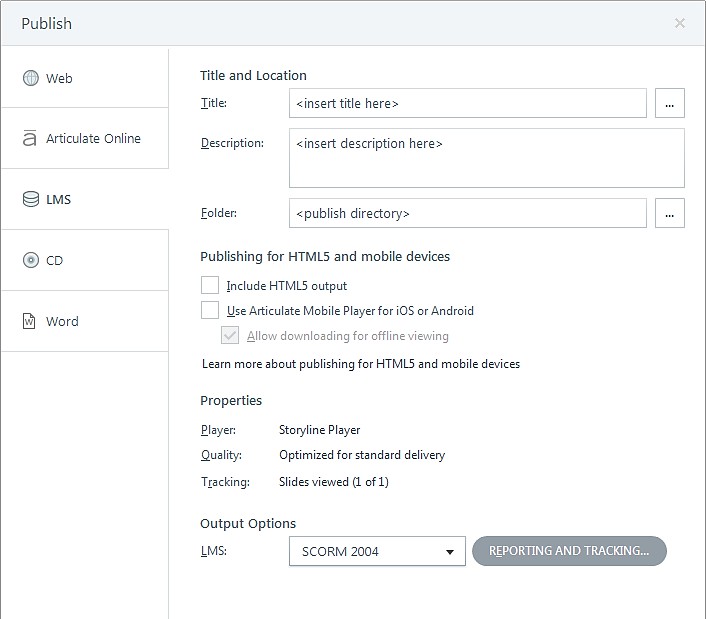 Publish
Web
Articulate Online
LMS
CD
Word
Title and Location
Title: <insert title here> ...
Description: <insert description here>
Folder: <publish directory> ...
Publishing for HTML5 and mobile devices
Include HTML5 output
Use Articulate Mobile Player for iOS or Android
Allow downloading for offline viewing
Learn more about publishing for HTML5 and mobile devices
Properties
Player: Storyline Player
Quality: Optimized for standard delivery
Tracking: Slides viewed (1 of 1)
Output Options
LMS: SCORM 2004 REPORTING AND TRACKING...